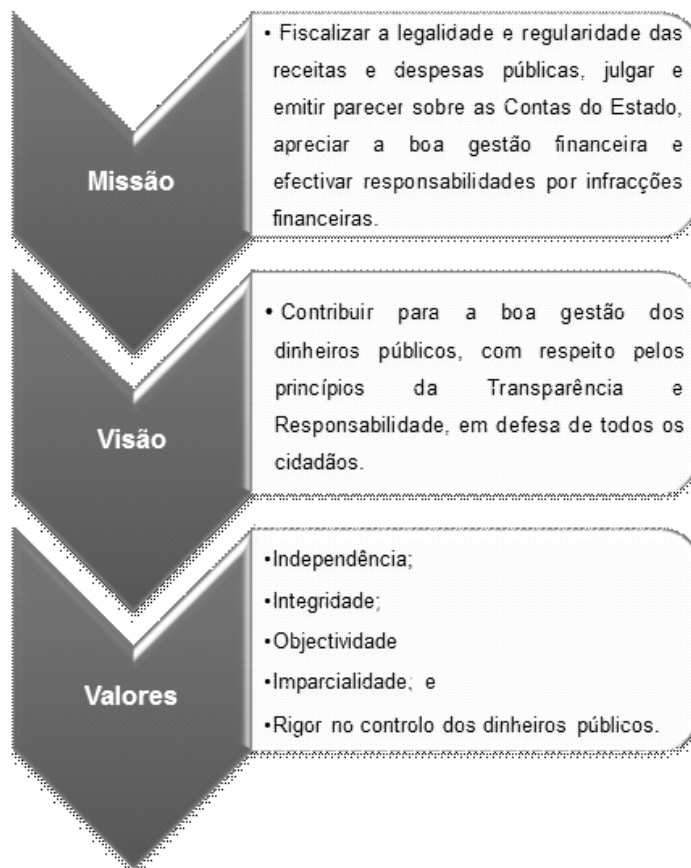 Missão
• Fiscalizar a legalidade e regularidade das
receitas e despesas públicas, julgar e
emitir parecer sobre as Contas do Estado,
apreciar a boa gestão financeira e
efectivar responsabilidades por infracções
financeiras.
Visão
• Contribuir para a boa gestão dos
dinheiros públicos, com respeito pelos
princípios da Transparência e
Responsabilidade, em defesa de todos os
cidadãos.
Valores
•Independência;
•Integridade;
•Objectividade
•Imparcialidade; e
•Rigor no controlo dos dinheiros públicos.